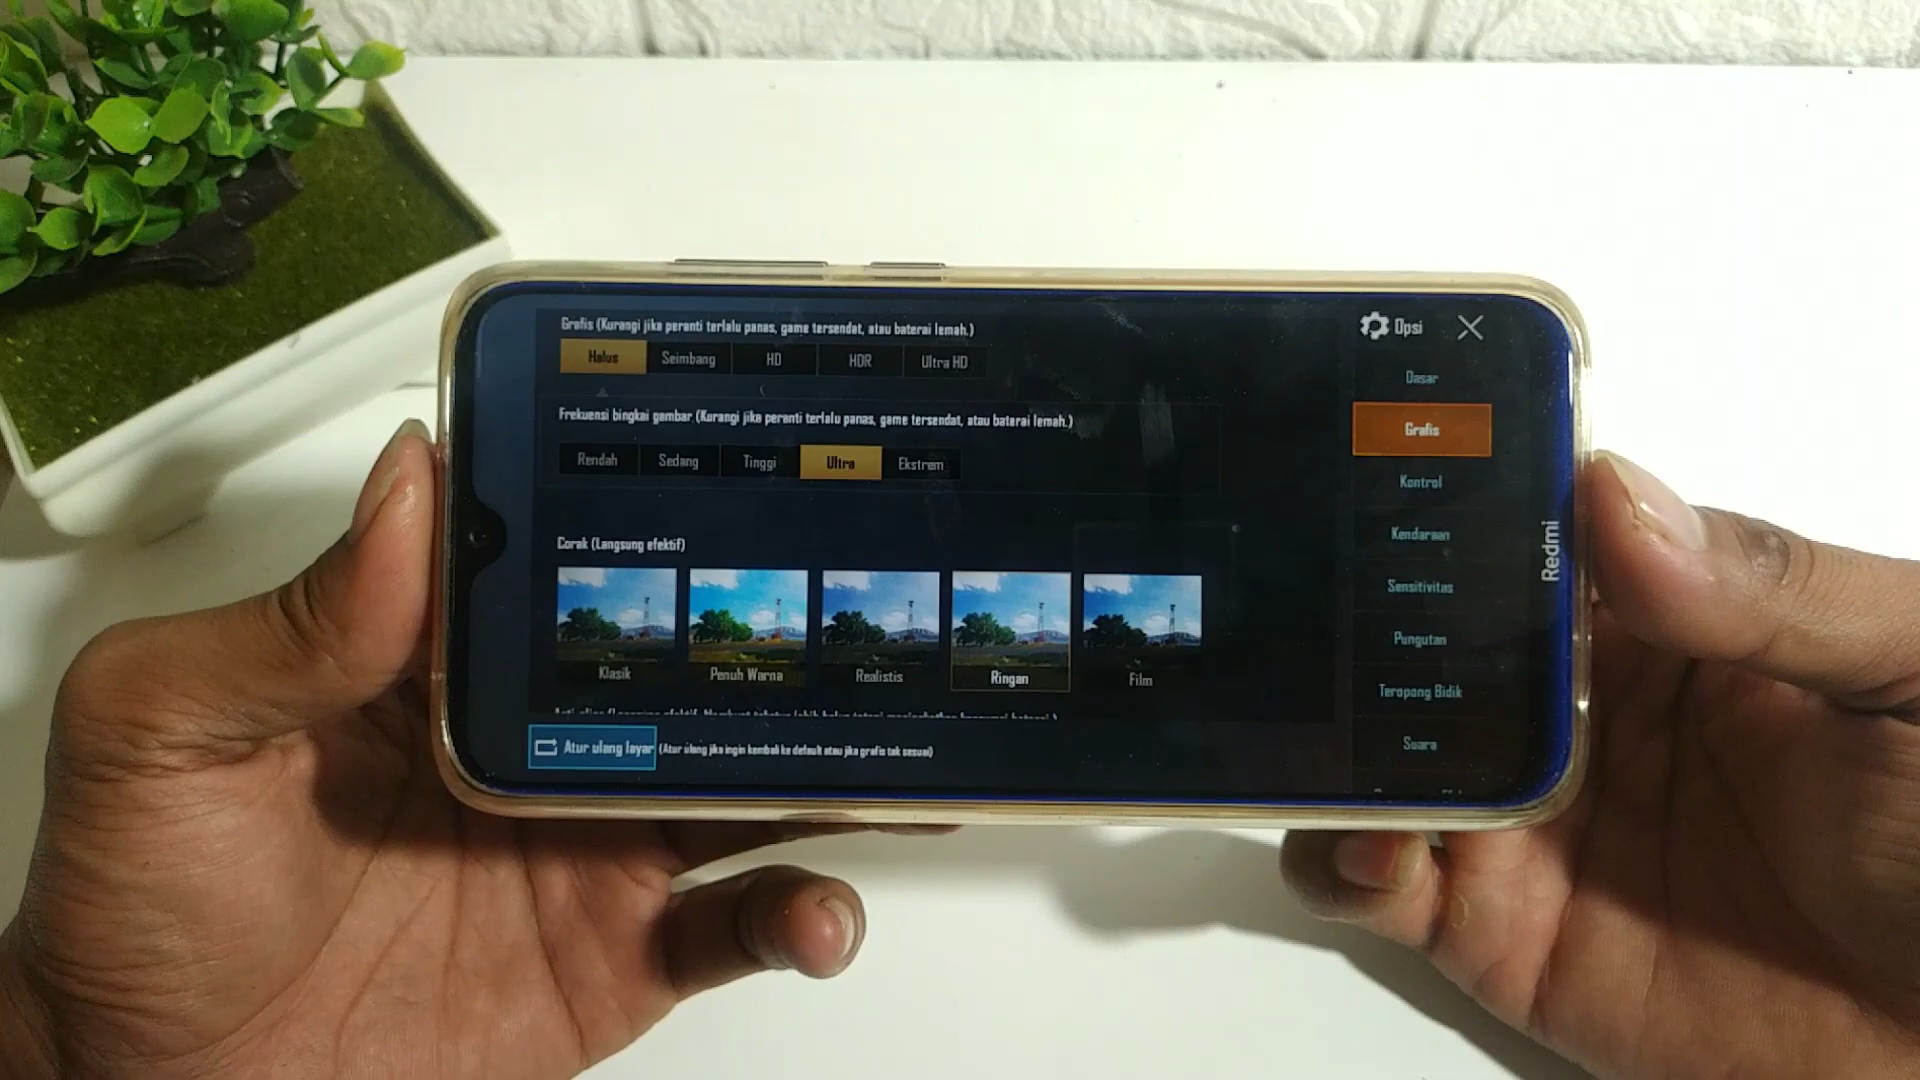 Grafis (Kurangi jika peranti terlalu panas, game tersendat, atau baterai lemah.)
Halus Seimbang HD HDR Ultra HD
Frekuensi bingkai gambar (Kurangi jika peranti terlalu panas, game tersendat, atau baterai lemah.)
Rendah Sedang Tinggi Ultra Ekstrem
Corak (Langsung efektif)
Klasik Penuh Warna Realistis Ringan Film
Atur ulang layar (Atur ulang jika ingin kembali ke default atau jika grafis tak sesuai)
Opsi
Dasar
Grafis
Kontrol
Kendaraan
Sensitivitas
Pungutan
Teropong Bidik
Suara
Redmi